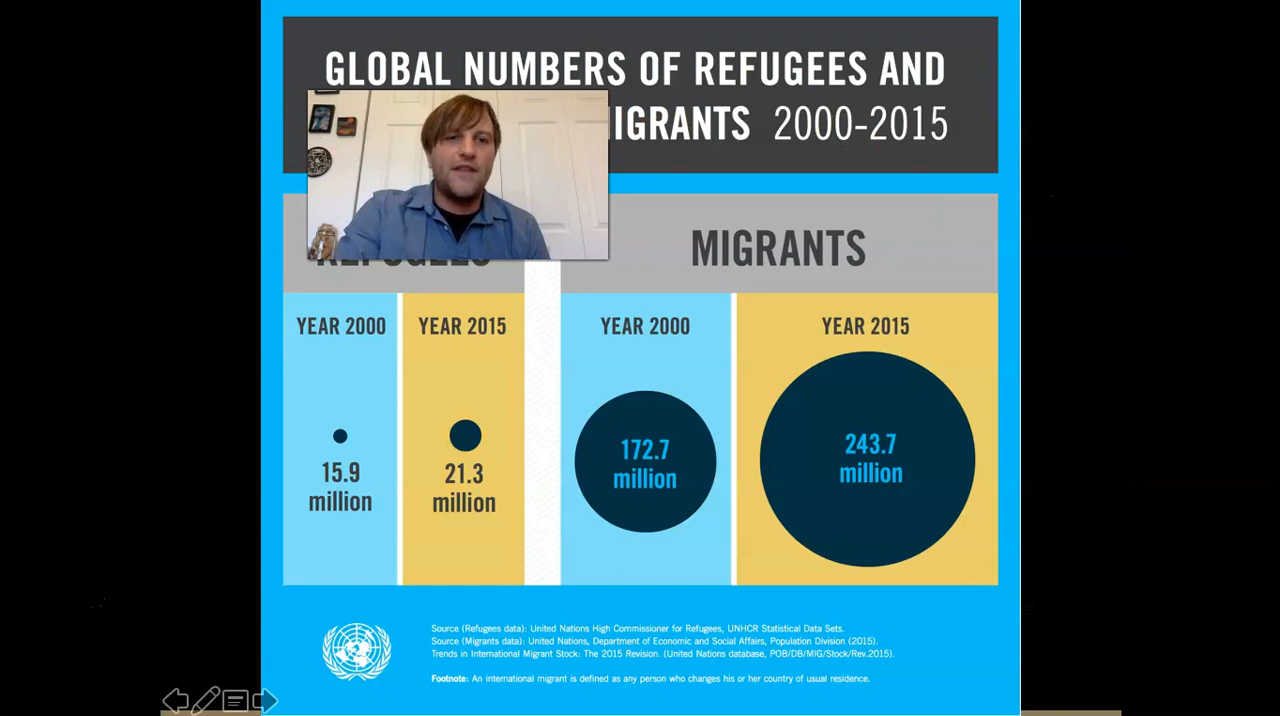 GLOBAL NUMBERS OF REFUGEES AND
IGRANTS 2000-2015
MIGRANTS
YEAR 2000
YEAR 2015
YEAR 2000
YEAR 2015
15.9
million
21.3
million
172.7
million
243.7
million
Source (Refugees data): United Nations High Commissioner for Refugees, UNHCR Statistical Data Sets.
Source (Migrants data): United Nations, Department of Economic and Social Affairs, Population Division (2015).
Trends in International Migrant Stock: The 2015 Revision. (United Nations database, POB/DB/MIG/Stock/Rev.2015).
Footnote: An international migrant is defined as any person who changes his or her country of usual residence.